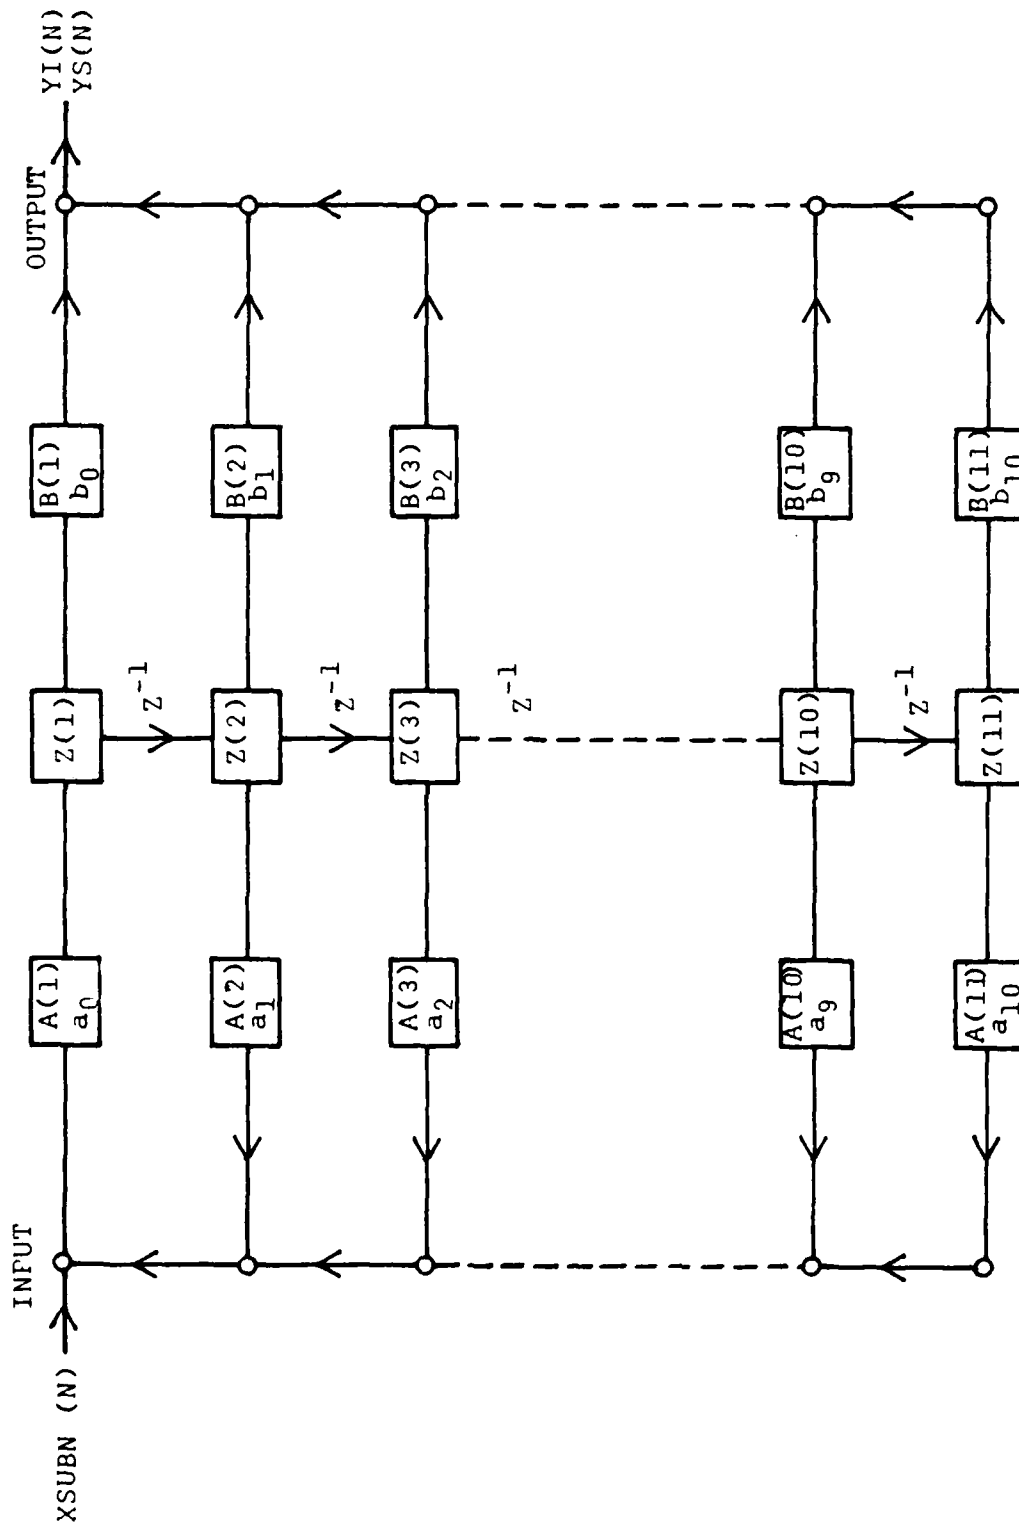 INPUT
OUTPUT
XSUBN (N)
A(1)
a0
Z(1)
B(1)
b0
YI(N)
YS(N)
Z⁻¹
A(2)
a1
Z(2)
B(2)
b1
Z⁻¹
A(3)
a2
Z(3)
B(3)
b2
Z⁻¹
A(10)
a9
Z(10)
B(10)
b9
Z⁻¹
A(11)
a10
Z(11)
B(11)
b10